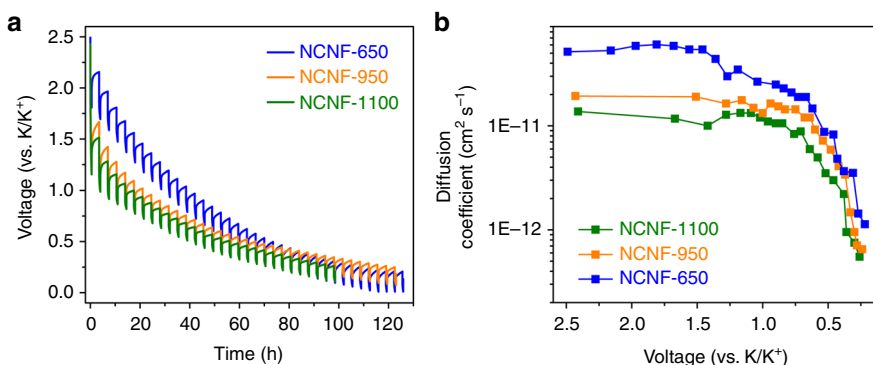 a
2.5
2.0
1.5
1.0
0.5
0.0
Voltage (vs. K/K⁺)
NCNF-650
NCNF-950
NCNF-1100
0 20 40 60 80 100 120
Time (h)
b
1E−11
1E−12
Diffusion
coefficient (cm² s⁻¹)
NCNF-1100
NCNF-950
NCNF-650
2.5 2.0 1.5 1.0 0.5
Voltage (vs. K/K⁺)